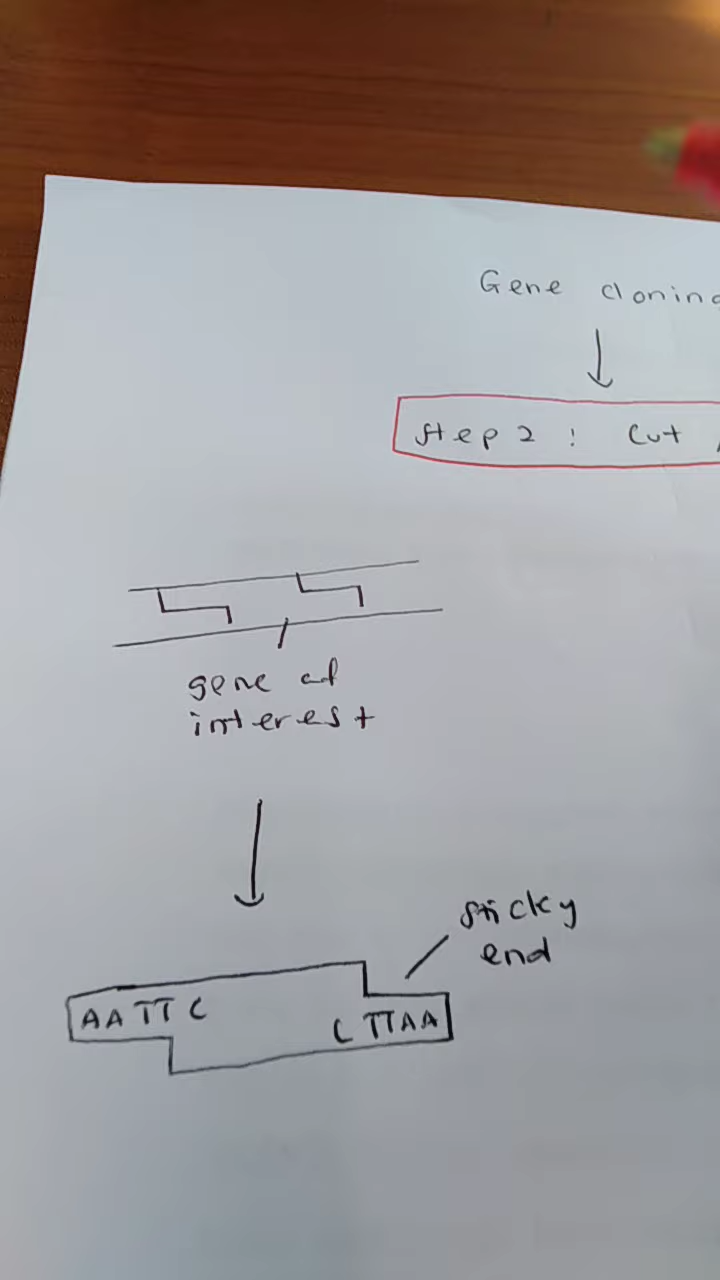 Gene cloning
Step 2 : Cut
gene of
interest
sticky
end
AATTC
CTTAA